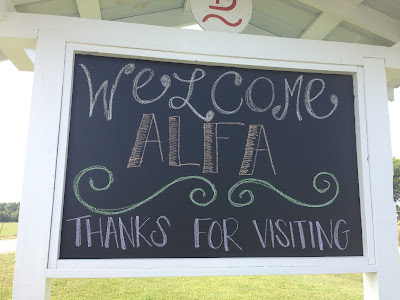 WELCOME
ALFA
THANKS FOR VISITING